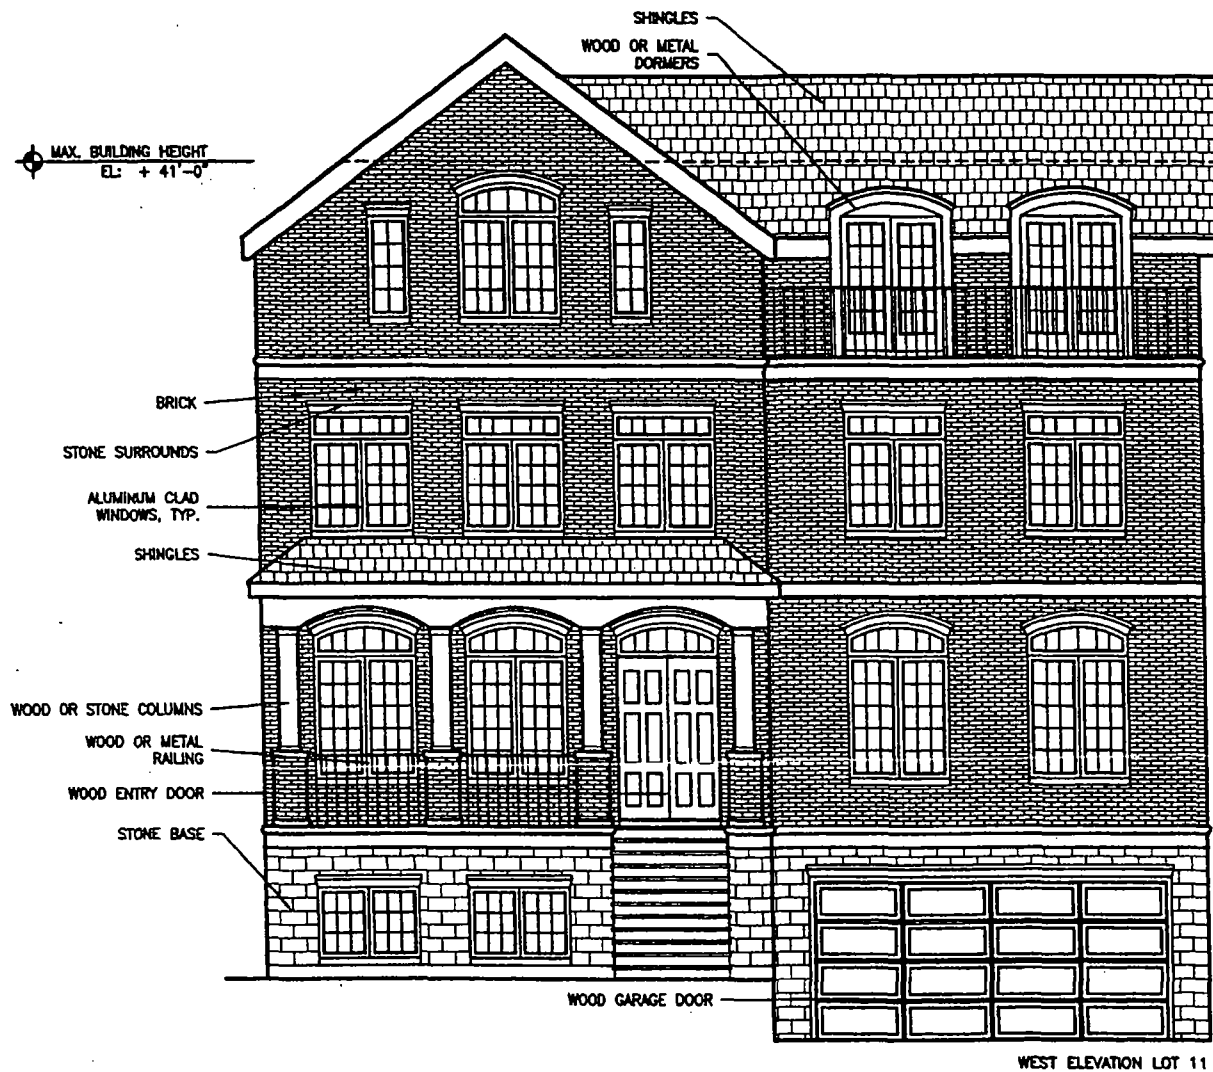 SHINGLES
WOOD OR METAL
DORMERS
MAX. BUILDING HEIGHT
EL: + 41'-0"
BRICK
STONE SURROUNDS
ALUMINUM CLAD
WINDOWS, TYP.
SHINGLES
WOOD OR STONE COLUMNS
WOOD OR METAL
RAILING
WOOD ENTRY DOOR
STONE BASE
WOOD GARAGE DOOR
WEST ELEVATION LOT 11